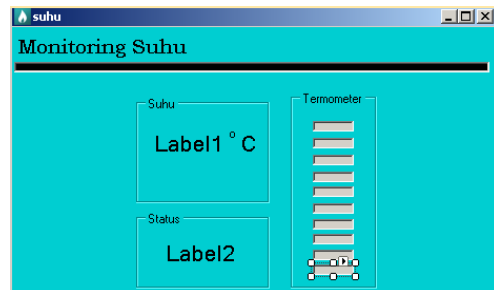 suhu
Monitoring Suhu
Suhu
Label1 ° C
Termometer
Status
Label2